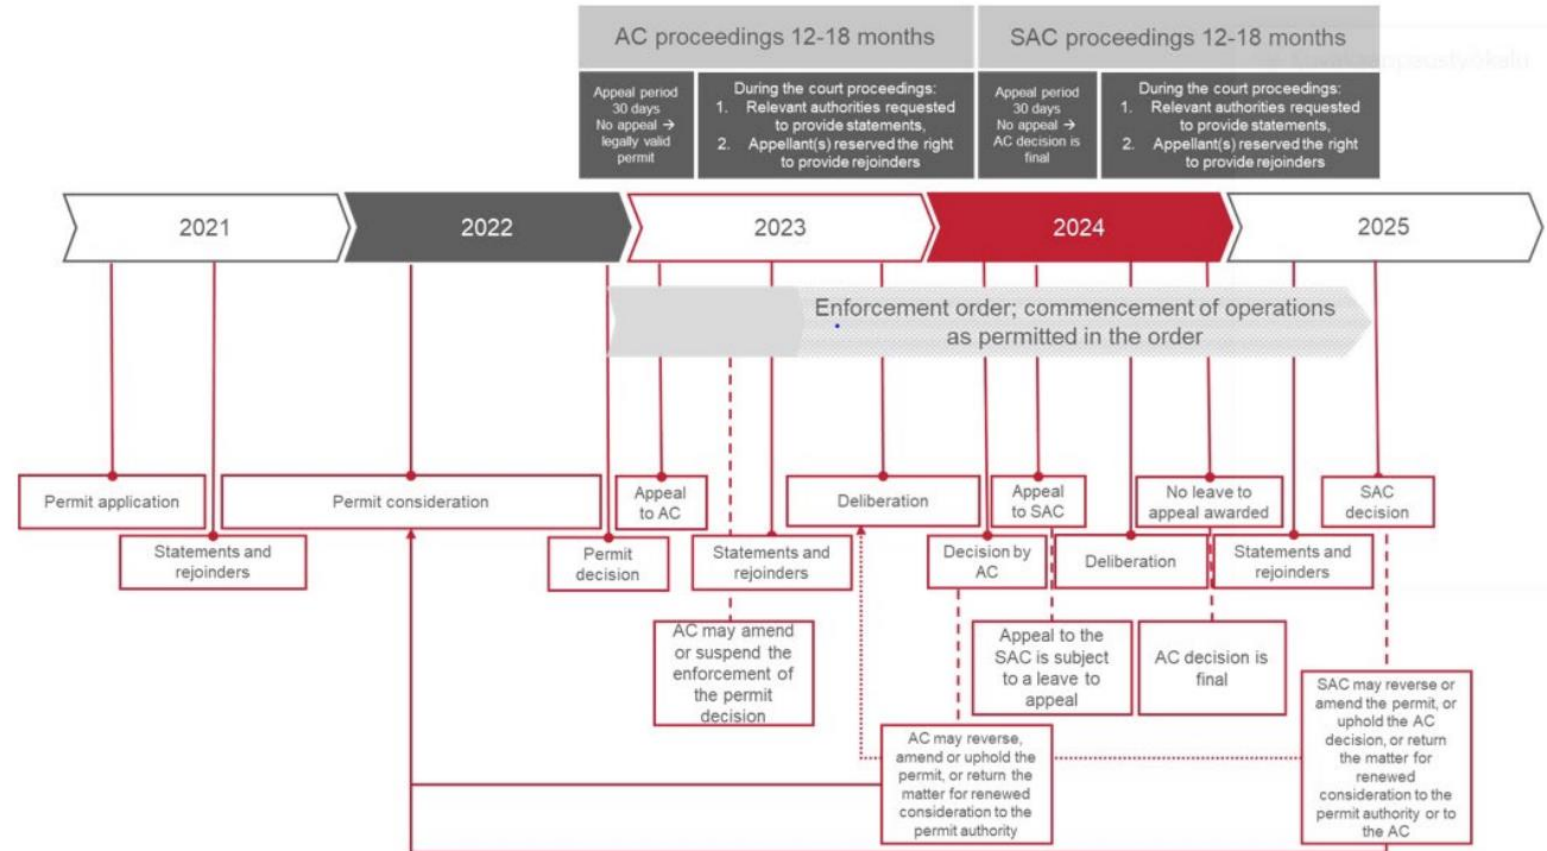 AC proceedings 12-18 months
SAC proceedings 12-18 months
Appeal period
30 days
No appeal →
legally valid
permit
During the court proceedings:
1. Relevant authorities requested
to provide statements,
2. Appellant(s) reserved the right
to provide rejoinders
Appeal period
30 days
No appeal →
AC decision is
final
During the court proceedings:
1. Relevant authorities requested
to provide statements,
2. Appellant(s) reserved the right
to provide rejoinders
2021
2022
2023
2024
2025
Enforcement order; commencement of operations
as permitted in the order
Permit application
Permit consideration
Appeal
to AC
Deliberation
Appeal
to SAC
No leave to
appeal awarded
SAC
decision
Statements and
rejoinders
Permit
decision
Statements and
rejoinders
Decision by
AC
Deliberation
Statements and
rejoinders
AC may amend
or suspend the
enforcement of
the permit
decision
Appeal to the
SAC is subject
to a leave to
appeal
AC decision is
final
SAC may reverse or
amend the permit, or
uphold the AC
decision, or return
the matter for
renewed
consideration to the
permit authority or to
the AC
AC may reverse,
amend or uphold the
permit, or return the
matter for renewed
consideration to the
permit authority